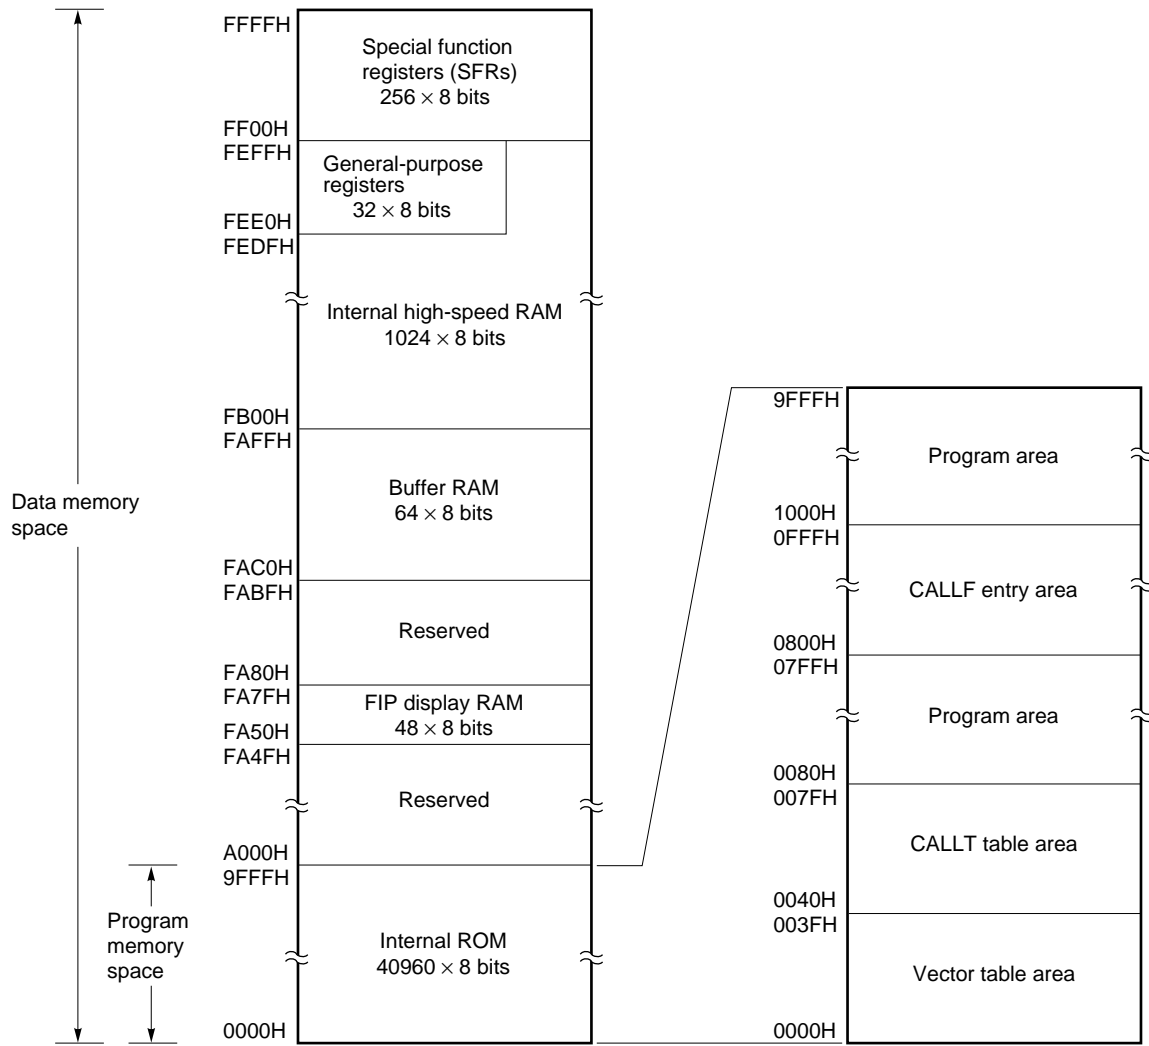 FFFFH
Special function
registers (SFRs)
256 × 8 bits
FF00H
FEFFH
General-purpose
registers
32 × 8 bits
FEE0H
FEDFH
Internal high-speed RAM
1024 × 8 bits
FB00H
FAFFH
Buffer RAM
64 × 8 bits
Data memory
space
FAC0H
FABFH
Reserved
FA80H
FA7FH
FIP display RAM
48 × 8 bits
FA50H
FA4FH
Reserved
A000H
9FFFH
Program
memory
space
Internal ROM
40960 × 8 bits
0000H
9FFFH
Program area
1000H
0FFFH
CALLF entry area
0800H
07FFH
Program area
0080H
007FH
CALLT table area
0040H
003FH
Vector table area
0000H